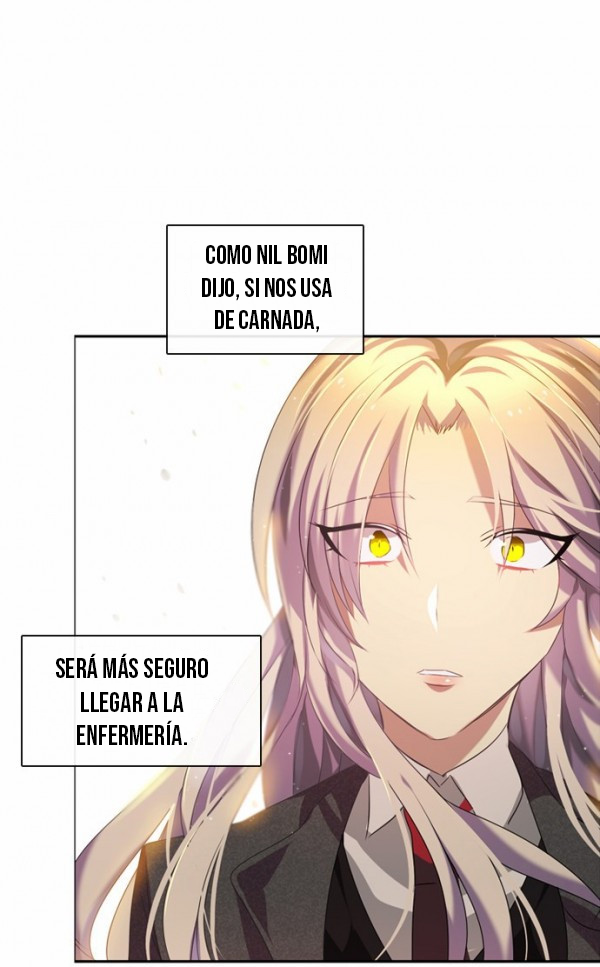 COMO NIL BOMI
DIJO, SI NOS USA
DE CARNADA,
SERÁ MÁS SEGURO
LLEGAR A LA
ENFERMERÍA.